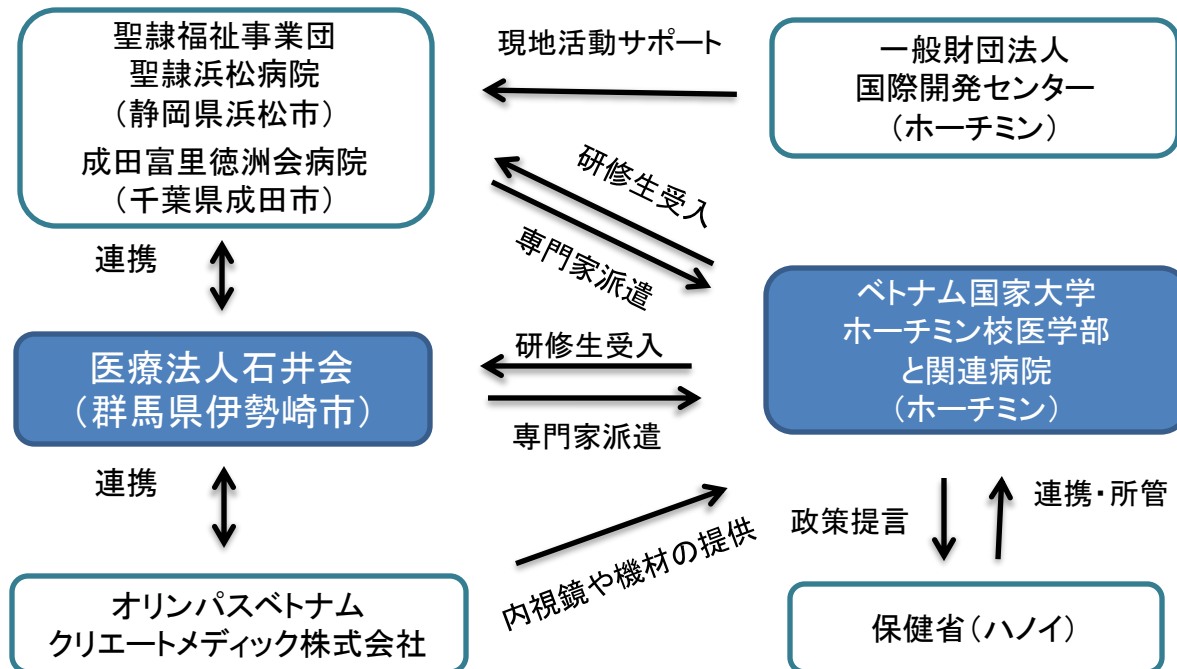 聖隷福祉事業団
聖隷浜松病院
（静岡県浜松市）
成田富里徳洲会病院
（千葉県成田市）
現地活動サポート
一般財団法人
国際開発センター
（ホーチミン）
研修生受入
専門家派遣
連携
ベトナム国家大学
ホーチミン校医学部
と関連病院
（ホーチミン）
医療法人石井会
（群馬県伊勢崎市）
研修生受入
専門家派遣
連携
内視鏡や機材の提供
政策提言
連携・所管
オリンパスベトナム
クリエートメディック株式会社
保健省（ハノイ）